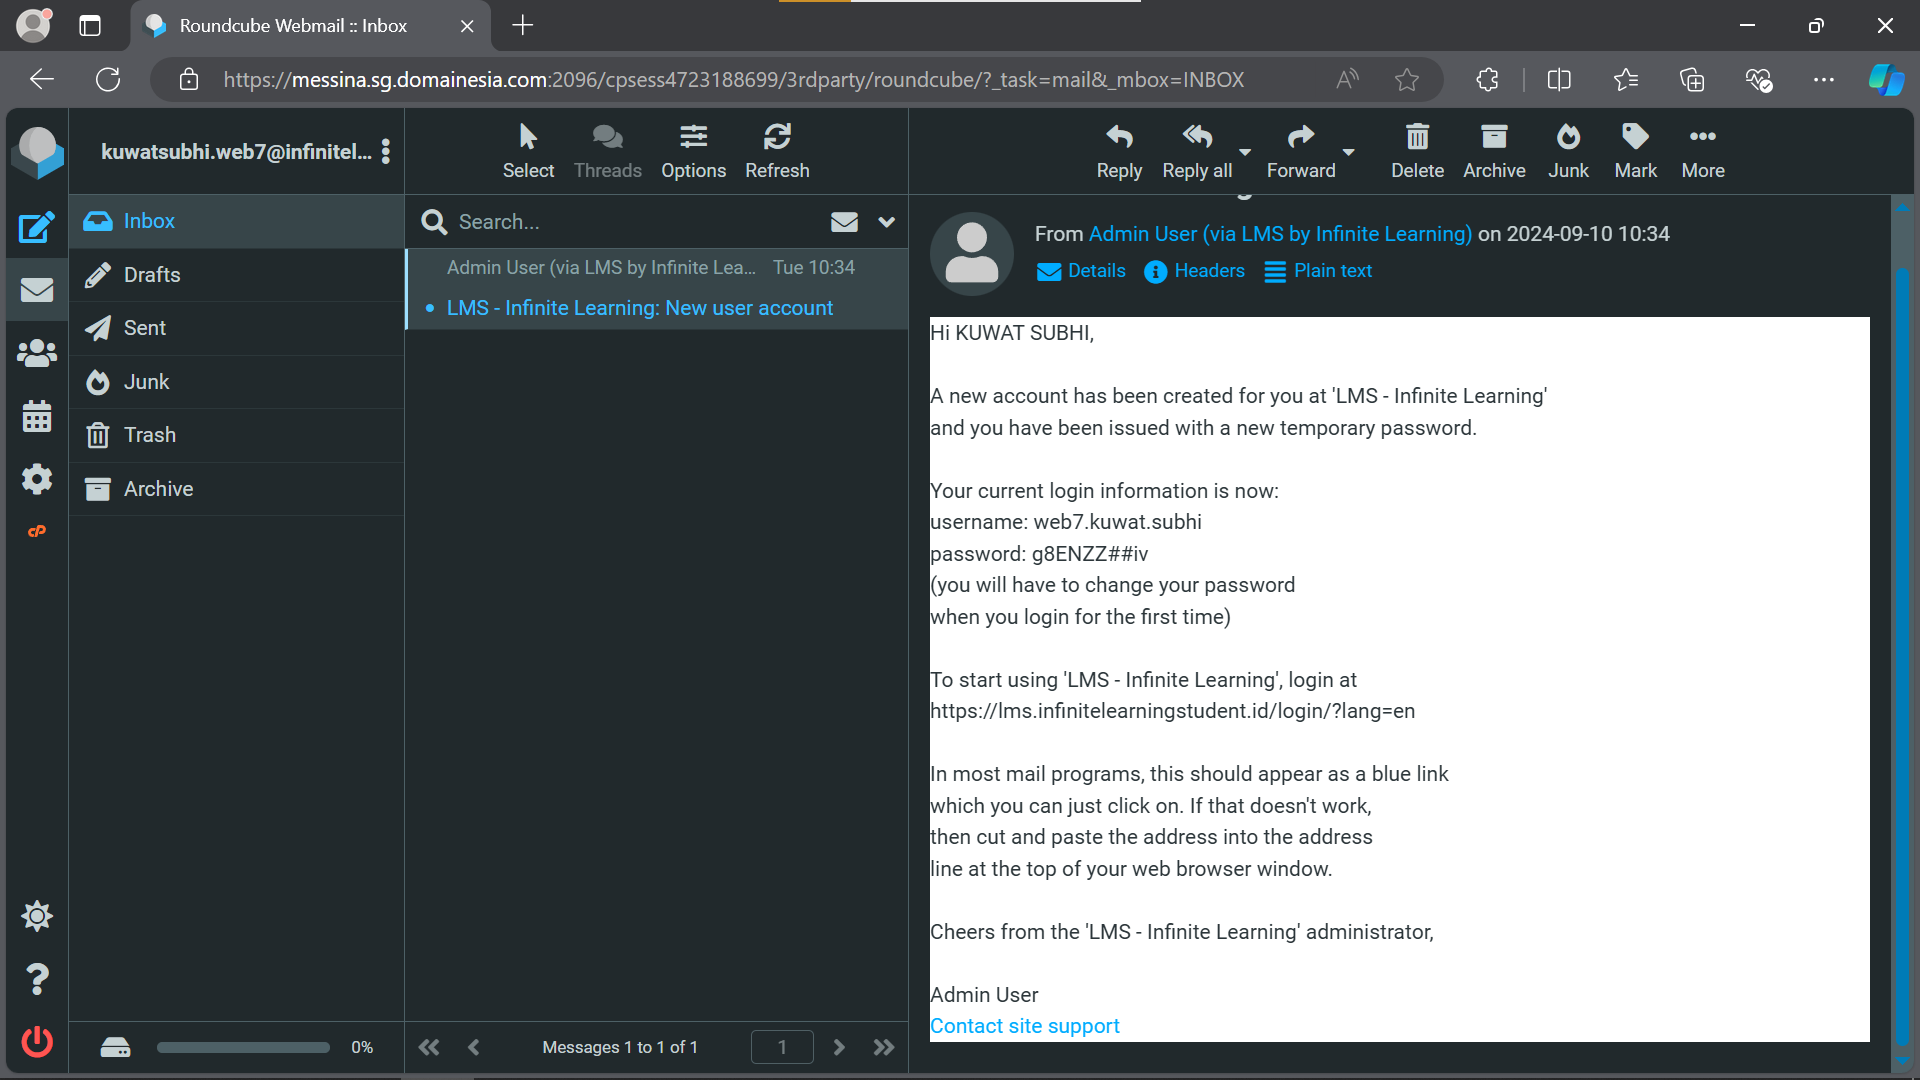 Roundcube Webmail :: Inbox
https://messina.sg.domainesia.com:2096/cpsess4723188699/3rdparty/roundcube/?_task=mail&_mbox=INBOX
kuwatsubhi.web7@infinitel...
Select
Threads
Options
Refresh
Reply
Reply all
Forward
Delete
Archive
Junk
Mark
More
Inbox
Drafts
Sent
Junk
Trash
Archive
cP
0%
Search...
Admin User (via LMS by Infinite Lea... Tue 10:34
LMS - Infinite Learning: New user account
Messages 1 to 1 of 1
1
From Admin User (via LMS by Infinite Learning) on 2024-09-10 10:34
Details Headers Plain text
Hi KUWAT SUBHI,
A new account has been created for you at 'LMS - Infinite Learning'
and you have been issued with a new temporary password.
Your current login information is now:
username: web7.kuwat.subhi
password: g8ENZZ##iv
(you will have to change your password
when you login for the first time)
To start using 'LMS - Infinite Learning', login at
https://lms.infinitelearningstudent.id/login/?lang=en
In most mail programs, this should appear as a blue link
which you can just click on. If that doesn't work,
then cut and paste the address into the address
line at the top of your web browser window.
Cheers from the 'LMS - Infinite Learning' administrator,
Admin User
Contact site support